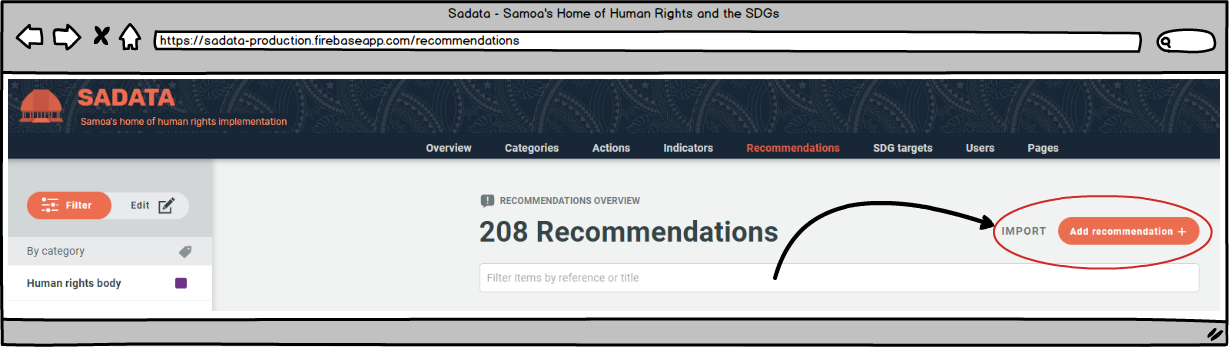 Sadata - Samoa's Home of Human Rights and the SDGs
https://sadata-production.firebaseapp.com/recommendations
SADATA
Samoa's home of human rights implementation
Overview Categories Actions Indicators Recommendations SDG targets Users Pages
Filter Edit
RECOMMENDATIONS OVERVIEW
208 Recommendations
IMPORT Add recommendation +
By category
Filter items by reference or title
Human rights body